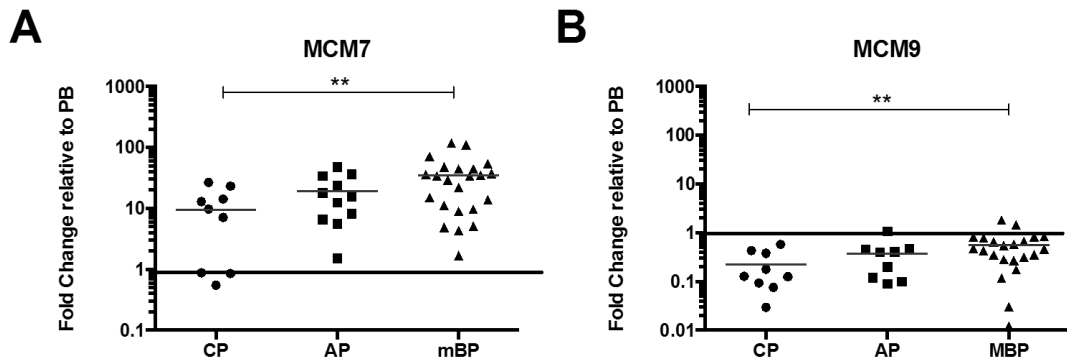 A
MCM7
Fold Change relative to PB
1000
100
10
1
0.1
**
CP AP mBP
B
MCM9
Fold Change relative to PB
1000
100
10
1
0.1
0.01
**
CP AP MBP